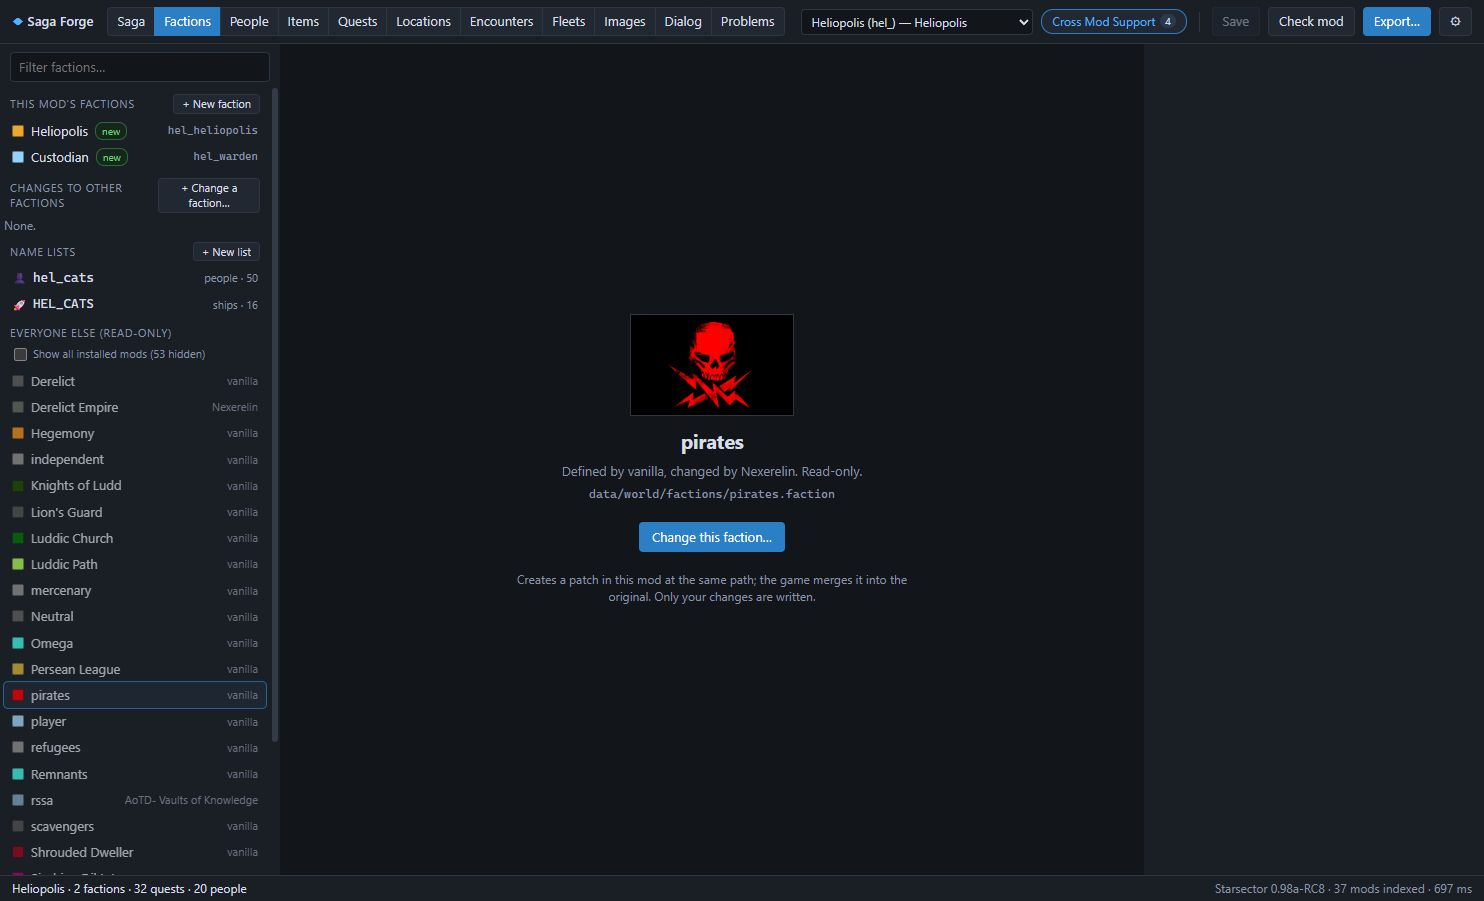 Saga Forge
Saga Factions People Items Quests Locations Encounters Fleets Images Dialog Problems
Heliopolis (hel_) — Heliopolis
Cross Mod Support 4
Save Check mod Export...
Filter factions...
THIS MOD'S FACTIONS + New faction
Heliopolis new hel_heliopolis
Custodian new hel_warden
CHANGES TO OTHER FACTIONS + Change a faction...
None.
NAME LISTS + New list
hel_cats people · 50
HEL_CATS ships · 16
EVERYONE ELSE (READ-ONLY)
Show all installed mods (53 hidden)
Derelict vanilla
Derelict Empire Nexerelin
Hegemony vanilla
independent vanilla
Knights of Ludd vanilla
Lion's Guard vanilla
Luddic Church vanilla
Luddic Path vanilla
mercenary vanilla
Neutral vanilla
Omega vanilla
Persean League vanilla
pirates vanilla
player vanilla
refugees vanilla
Remnants vanilla
rssa AoTD- Vaults of Knowledge
scavengers vanilla
Shrouded Dweller vanilla
pirates
Defined by vanilla, changed by Nexerelin. Read-only.
data/world/factions/pirates.faction
Change this faction...
Creates a patch in this mod at the same path; the game merges it into the
original. Only your changes are written.
Heliopolis · 2 factions · 32 quests · 20 people
Starsector 0.98a-RC8 · 37 mods indexed · 697 ms